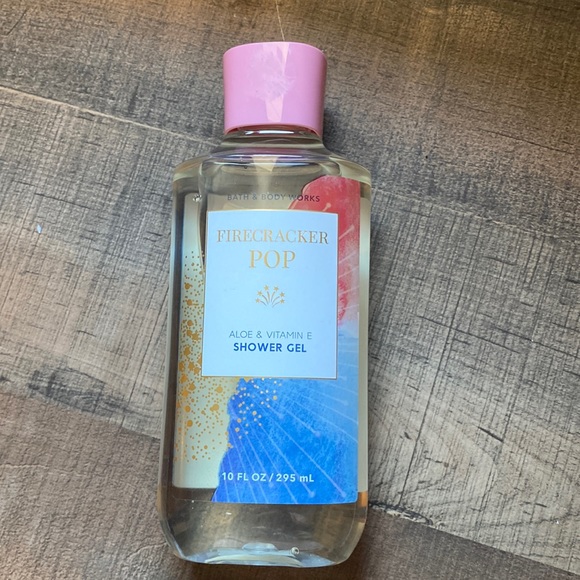 BATH & BODY WORKS
FIRECRACKER
POP
ALOE & VITAMIN E
SHOWER GEL
10 FL OZ / 295 mL